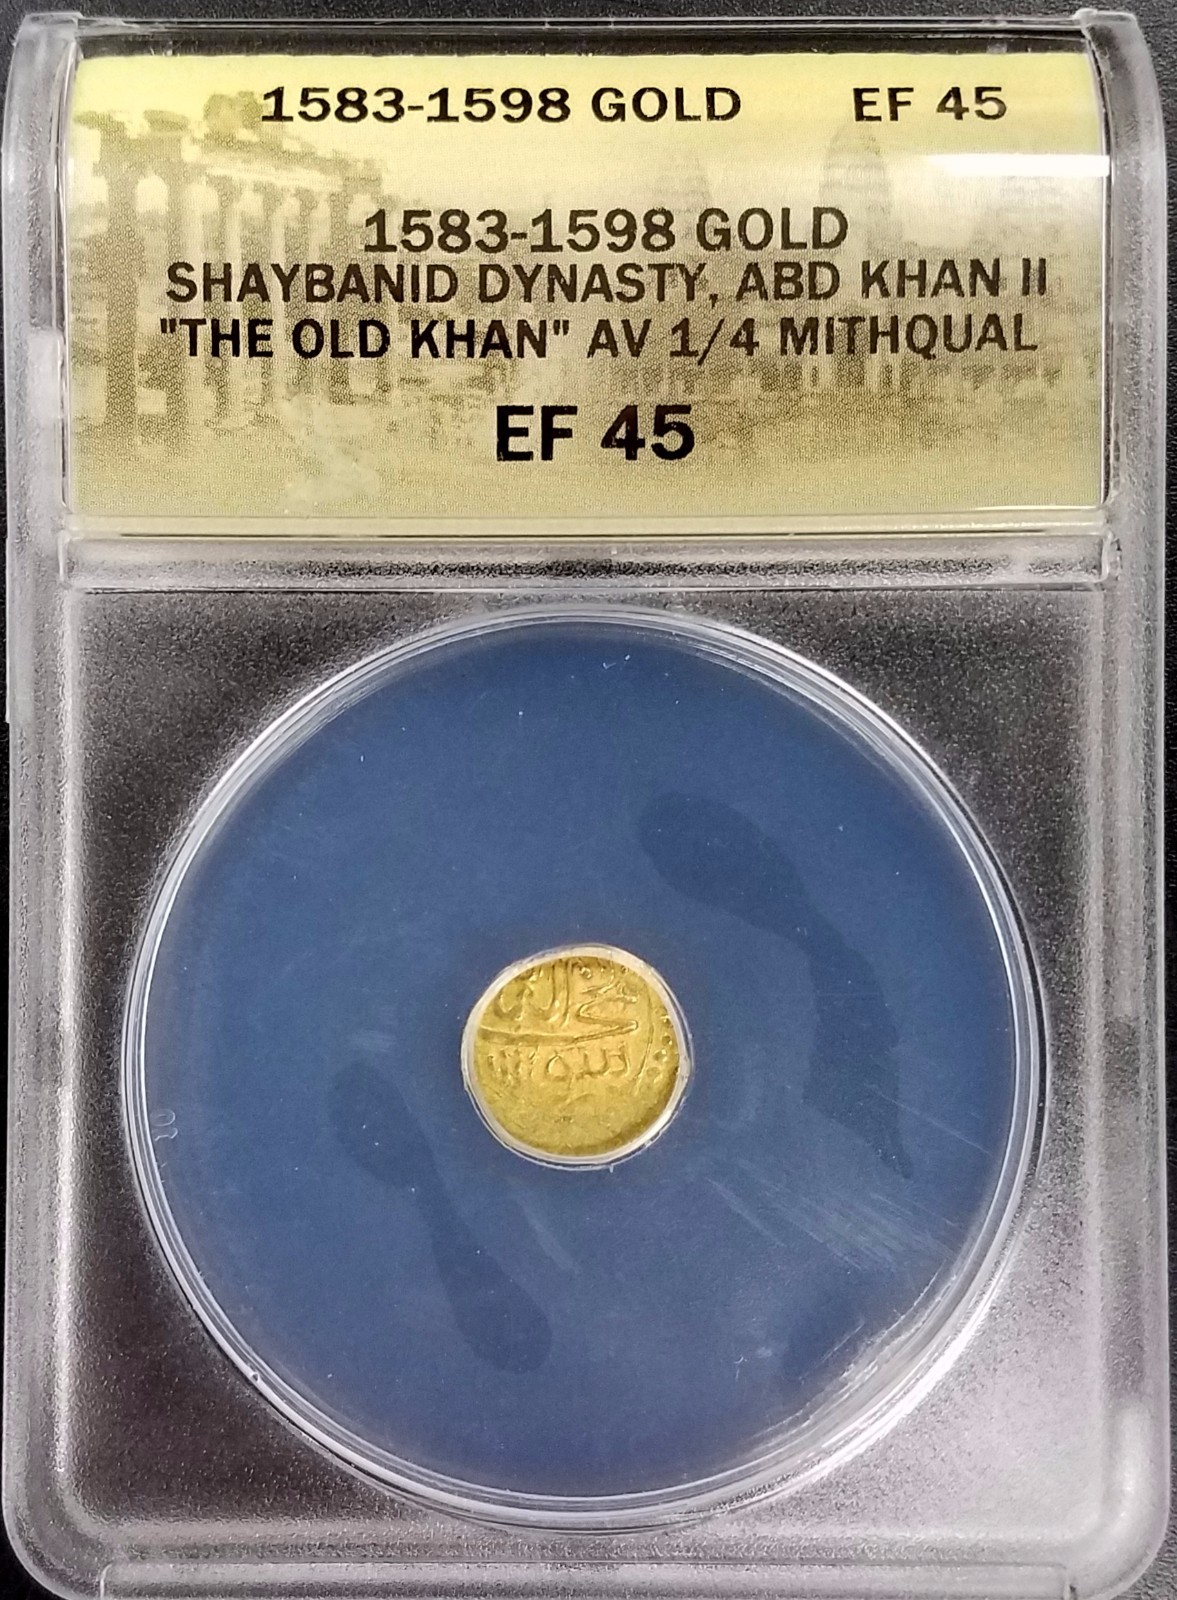 1583-1598 GOLD EF 45
1583-1598 GOLD
SHAYBANID DYNASTY, ABD KHAN II
"THE OLD KHAN" AV 1/4 MITHQUAL
EF 45